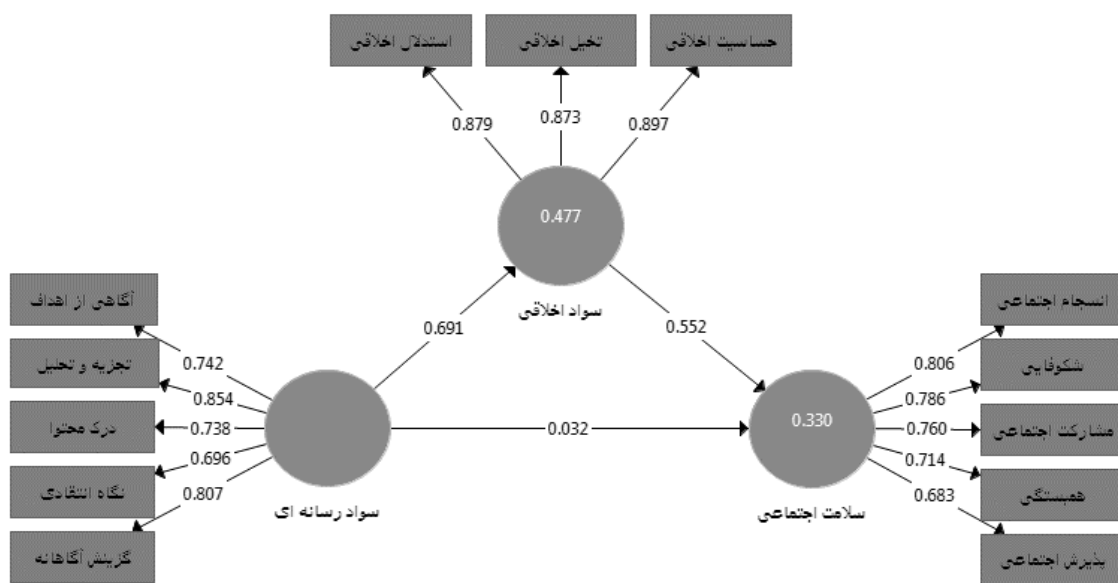 استدلال اخلاقی
تخیل اخلاقی
حساسیت اخلاقی
0.879
0.873
0.897
0.477
سواد اخلاقی
0.691
0.552
آگاهی از اهداف
تجزیه و تحلیل
درک محتوا
نگاه انتقادی
گزینش آگاهانه
0.742
0.854
0.738
0.696
0.807
سواد رسانه ای
0.032
0.330
سلامت اجتماعی
0.806
0.786
0.760
0.714
0.683
انسجام اجتماعی
شکوفایی
مشارکت اجتماعی
همبستگی
پذیرش اجتماعی